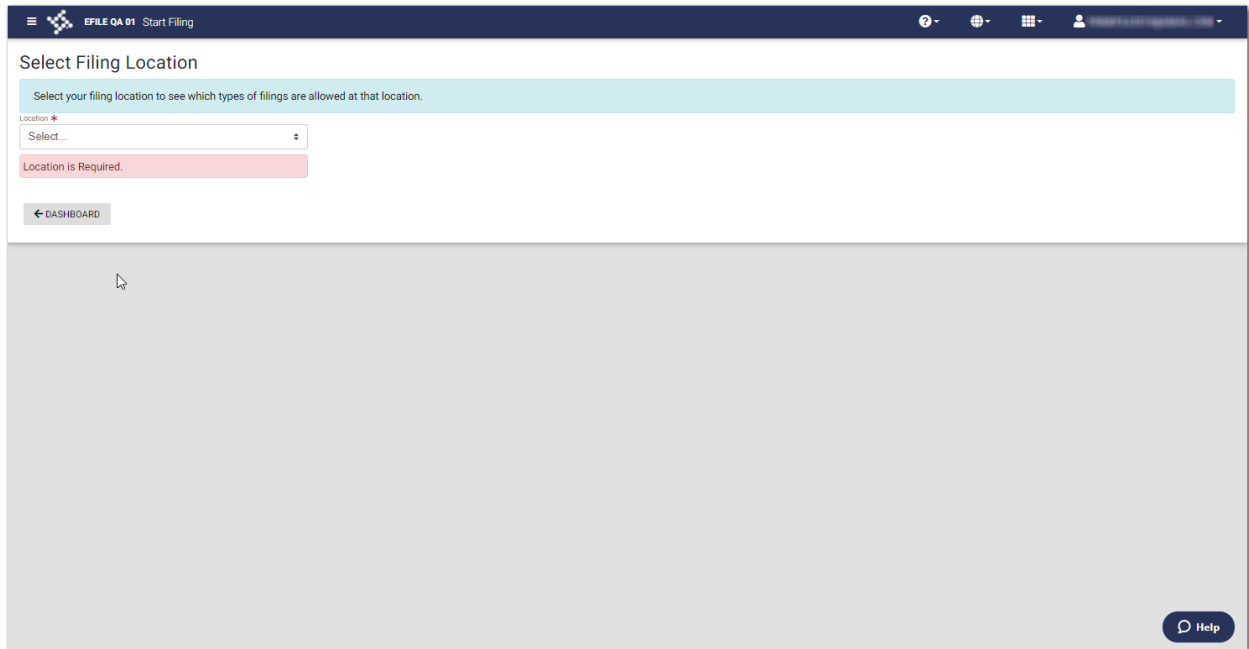 EFILE QA 01 Start Filing
Select Filing Location
Select your filing location to see which types of filings are allowed at that location.
Location *
Select...
Location is Required.
DASHBOARD
Help